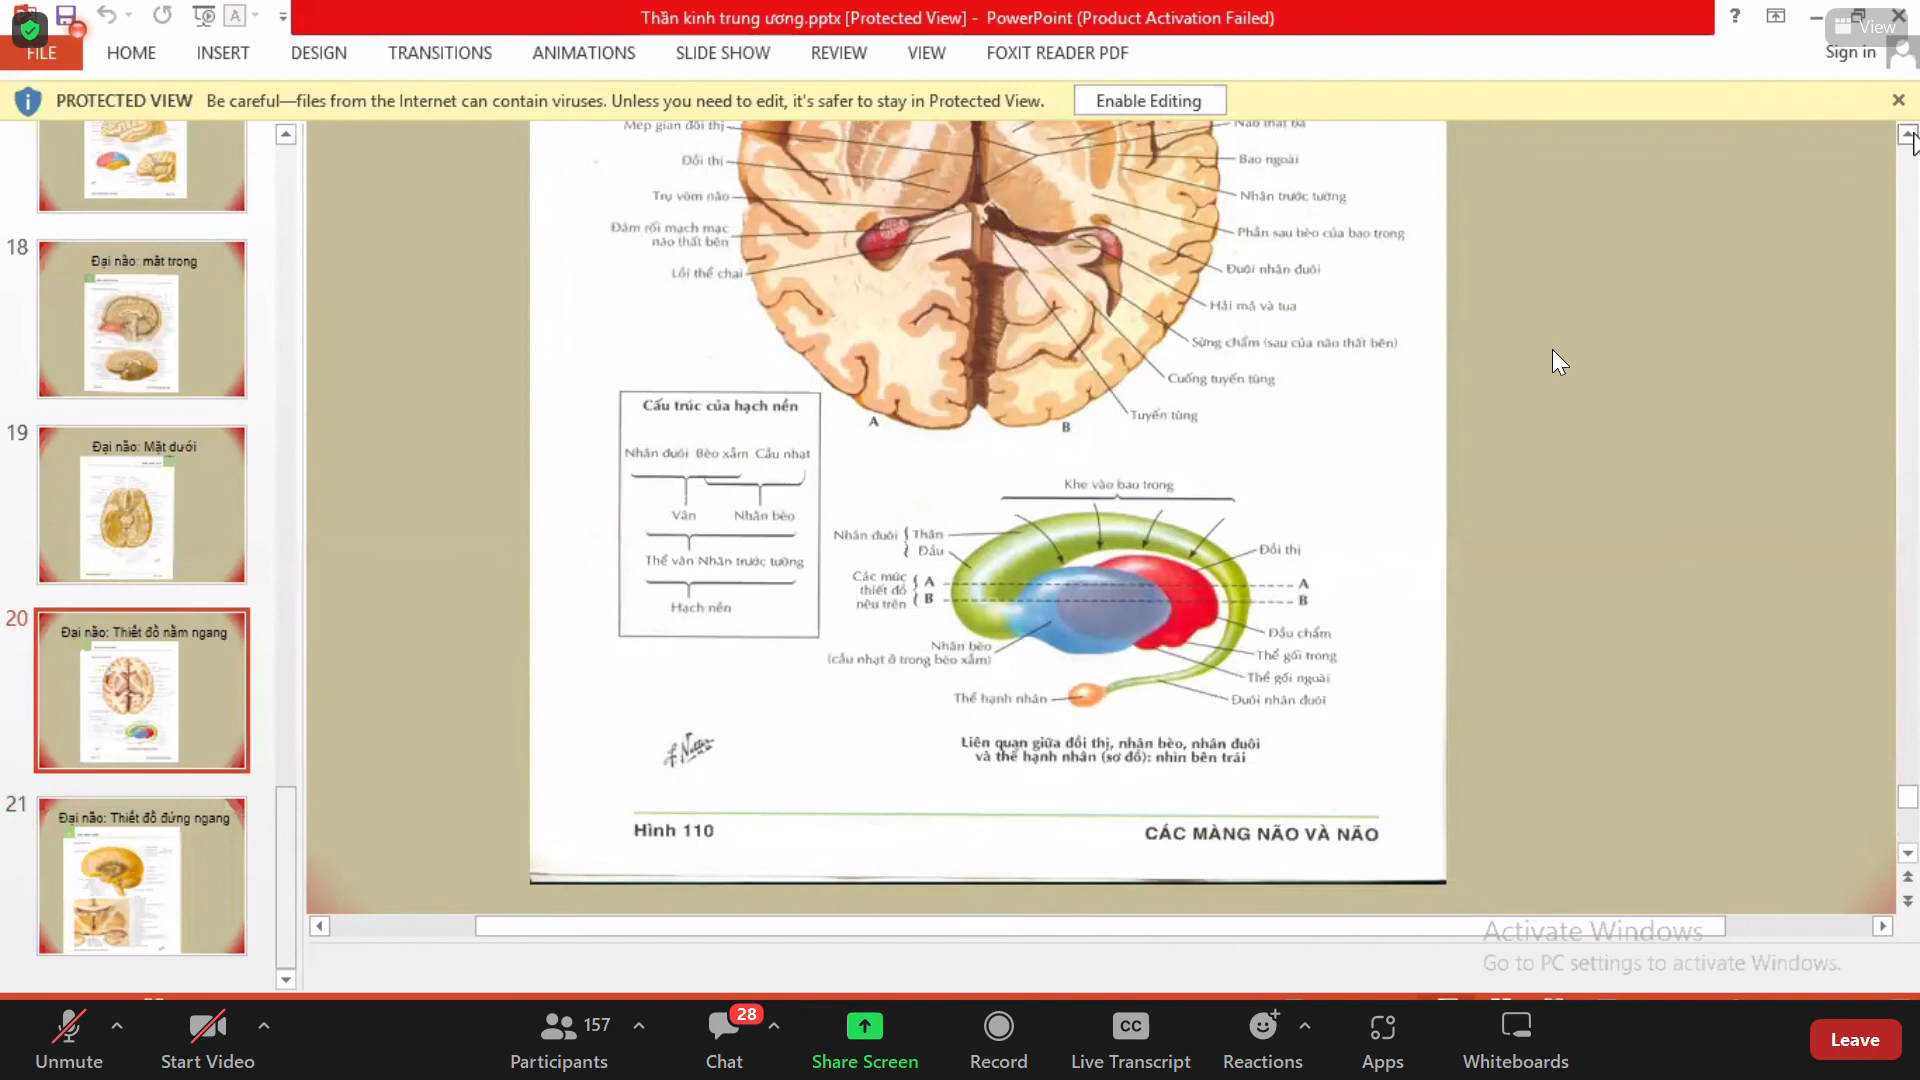 Thần kinh trung ương.pptx [Protected View] - PowerPoint (Product Activation Failed)
View
FILE HOME INSERT DESIGN TRANSITIONS ANIMATIONS SLIDE SHOW REVIEW VIEW FOXIT READER PDF
Sign in
PROTECTED VIEW Be careful—files from the Internet can contain viruses. Unless you need to edit, it's safer to stay in Protected View.
Enable Editing
18
Đại não: mặt trong
19
Đại não: Mặt dưới
20
Đại não: Thiết đồ nằm ngang
21
Đại não: Thiết đồ đứng ngang
Mép gian đồi thị
Đồi thị
Trụ vòm não
Đám rối mạch mạc
não thất bên
Lồi thể chai
Não thất ba
Bao ngoài
Nhân trước tường
Phần sau bèo của bao trong
Đuôi nhân đuôi
Hải mã và tua
Sừng chẩm (sau của não thất bên)
Cuống tuyến tùng
Tuyến tùng
A
B
Cấu trúc của hạch nền
Nhân đuôi Bèo xẫm Cầu nhạt
Vân Nhân bèo
Thể vân Nhân trước tường
Hạch nền
Khe vào bao trong
Nhân đuôi { Thân
{ Đầu
Các mức
thiết đồ
nêu trên
A
B
Đồi thị
A
B
Nhân bèo
(cầu nhạt ở trong bèo xẫm)
Đầu chẩm
Thể gối trong
Thể gối ngoài
Thể hạnh nhân
Đuôi nhân đuôi
Liên quan giữa đồi thị, nhân bèo, nhân đuôi
và thể hạnh nhân (sơ đồ): nhìn bên trái
Hình 110
CÁC MÀNG NÃO VÀ NÃO
Activate Windows
Go to PC settings to activate Windows.
28
157
CC
Unmute Start Video Participants Chat Share Screen Record Live Transcript Reactions Apps Whiteboards Leave